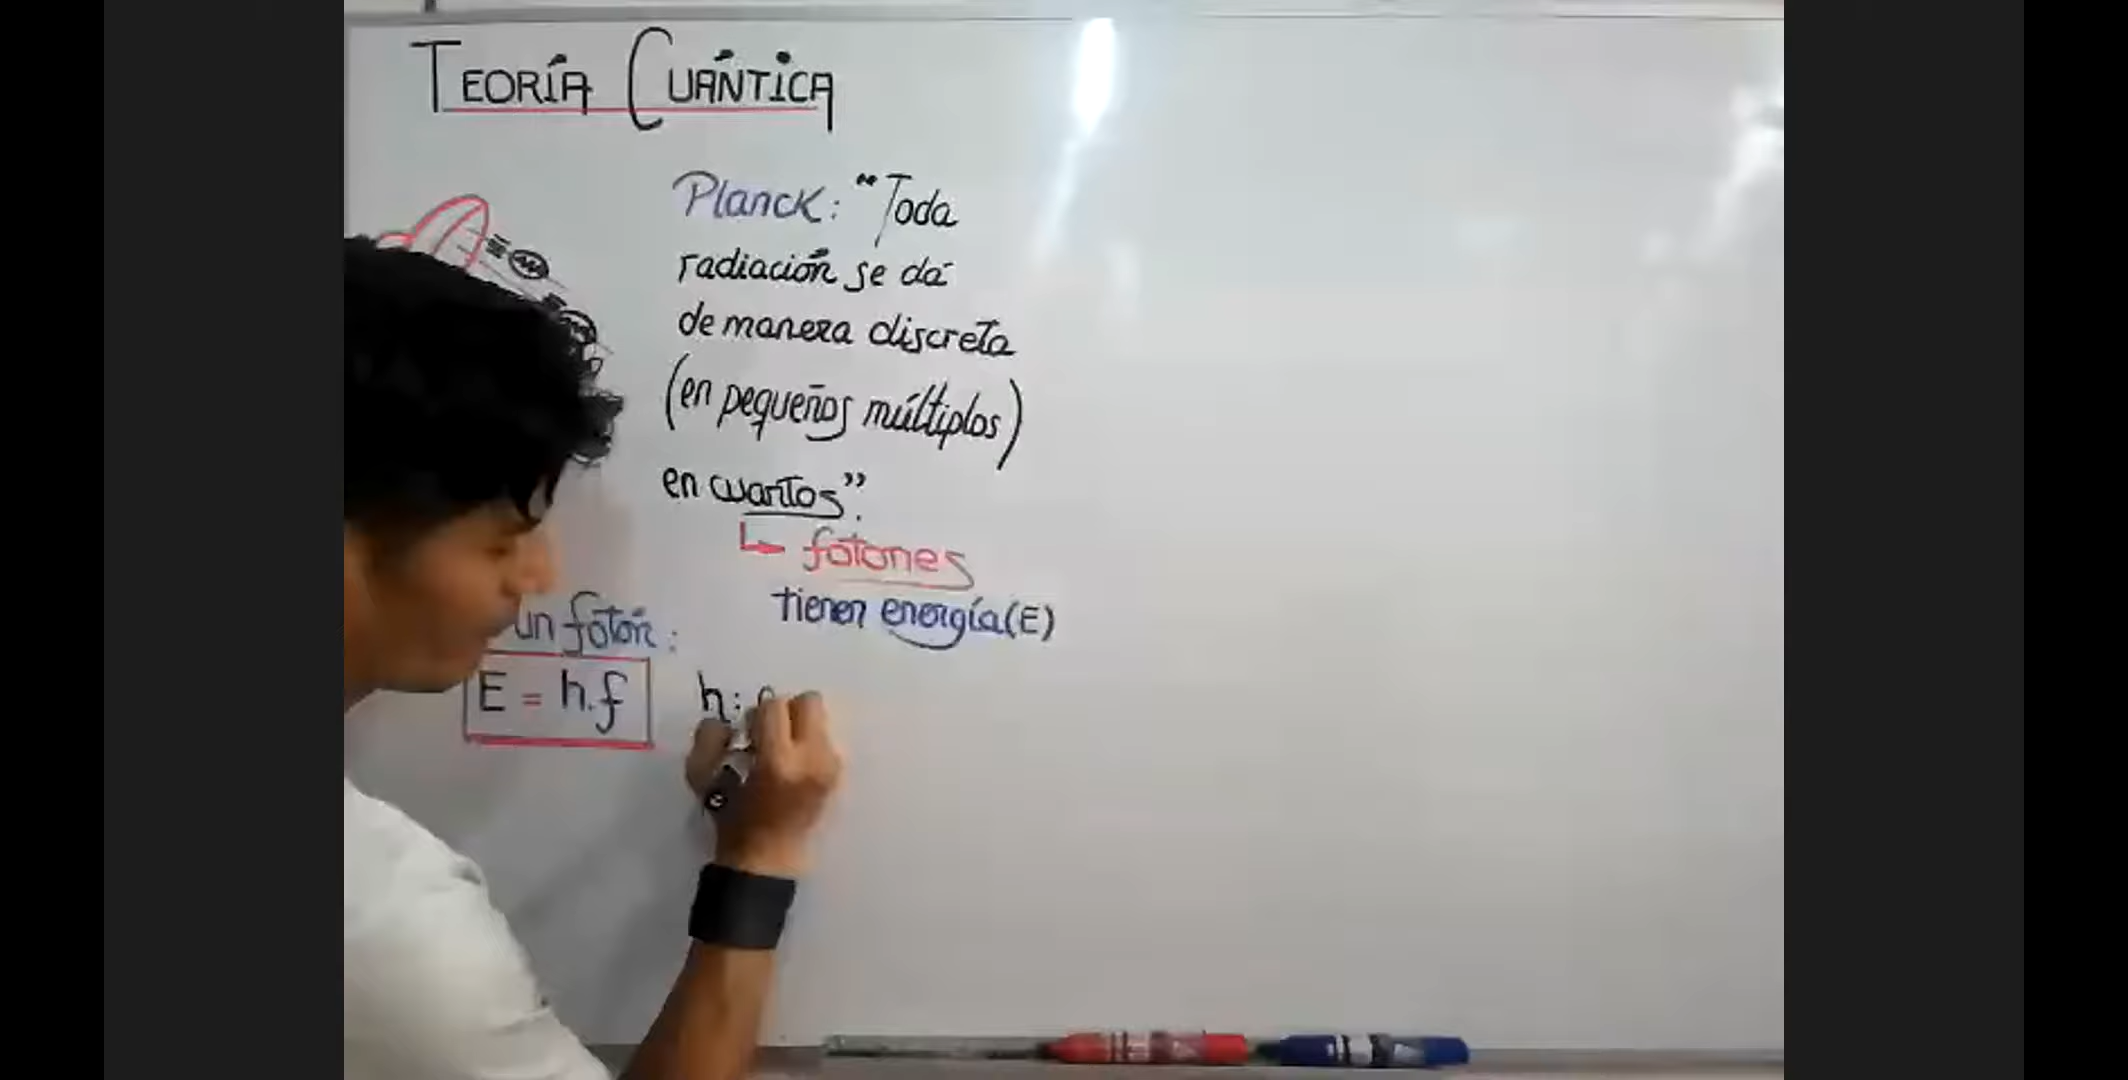 TEORÍA CUÁNTICA
Planck: "Toda
radiación se dá
de manera discreta
(en pequeños múltiplos)
en cuantos".
fotones
tienen energía(E)
un fotón:
E = h.f
h: